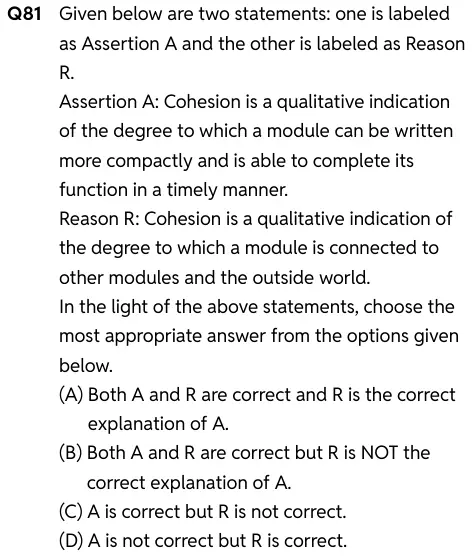 Q81 Given below are two statements: one is labeled
as Assertion A and the other is labeled as Reason
R.
Assertion A: Cohesion is a qualitative indication
of the degree to which a module can be written
more compactly and is able to complete its
function in a timely manner.
Reason R: Cohesion is a qualitative indication of
the degree to which a module is connected to
other modules and the outside world.
In the light of the above statements, choose the
most appropriate answer from the options given
below.
(A) Both A and R are correct and R is the correct
explanation of A.
(B) Both A and R are correct but R is NOT the
correct explanation of A.
(C) A is correct but R is not correct.
(D) A is not correct but R is correct.